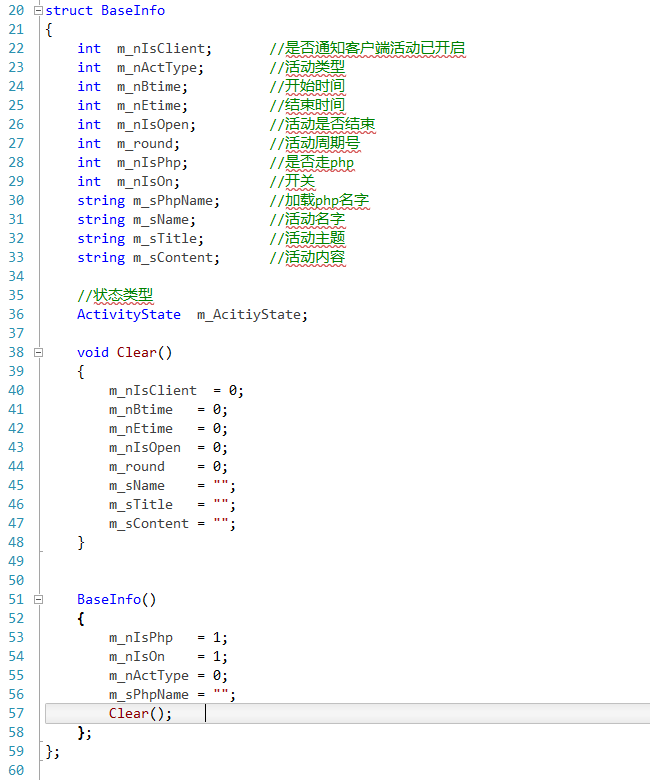 20 struct BaseInfo
21 {
22     int  m_nIsClient;       //是否通知客户端活动已开启
23     int  m_nActType;        //活动类型
24     int  m_nBtime;          //开始时间
25     int  m_nEtime;          //结束时间
26     int  m_nIsOpen;         //活动是否结束
27     int  m_round;           //活动周期号
28     int  m_nIsPhp;          //是否走php
29     int  m_nIsOn;           //开关
30     string m_sPhpName;      //加载php名字
31     string m_sName;         //活动名字
32     string m_sTitle;        //活动主题
33     string m_sContent;      //活动内容
34
35     //状态类型
36     ActivityState  m_AcitiyState;
37
38     void Clear()
39     {
40         m_nIsClient  = 0;
41         m_nBtime   = 0;
42         m_nEtime   = 0;
43         m_nIsOpen  = 0;
44         m_round    = 0;
45         m_sName    = "";
46         m_sTitle   = "";
47         m_sContent = "";
48     }
49
50
51     BaseInfo()
52     {
53         m_nIsPhp   = 1;
54         m_nIsOn    = 1;
55         m_nActType = 0;
56         m_sPhpName = "";
57         Clear();
58     };
59 };
60